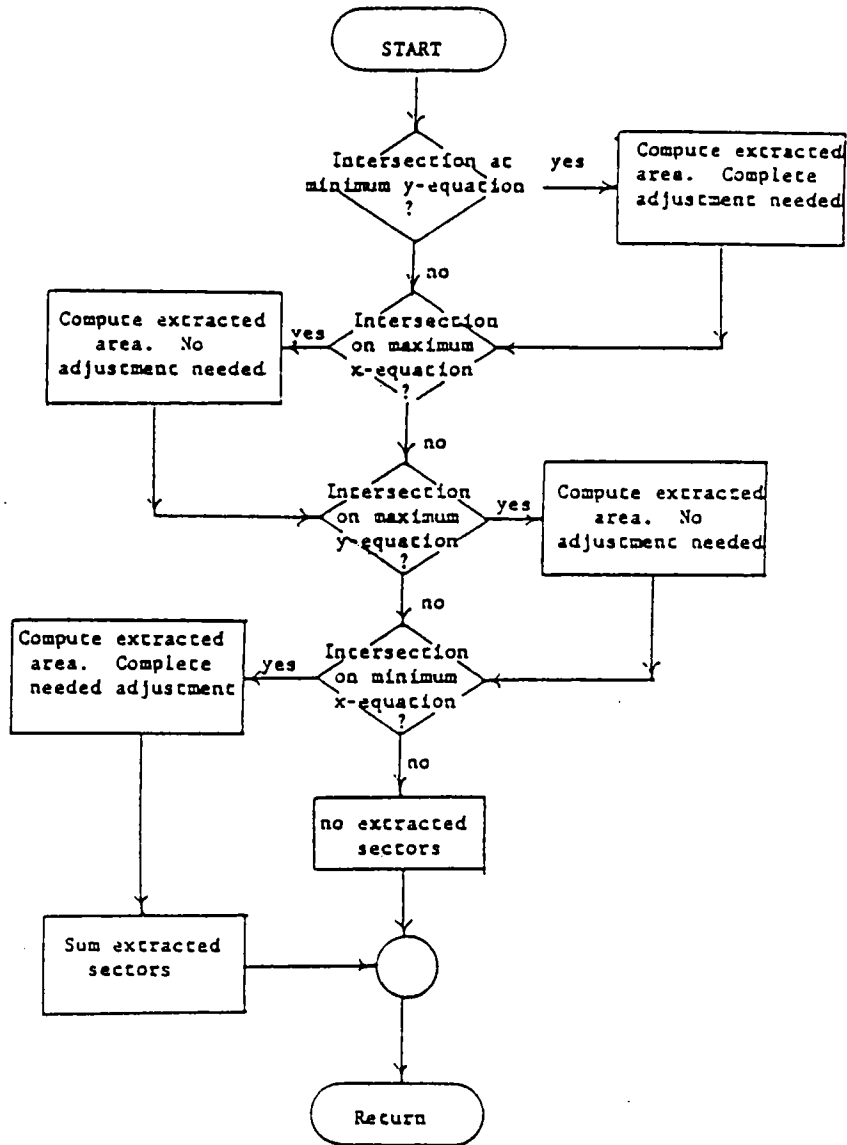 START
Intersection at
minimum y-equation
?
yes
Compute extracted
area. Complete
adjustment needed
no
Compute extracted
area. No
adjustment needed
yes
Intersection
on maximum
x-equation
?
no
Intersection
on maximum
y-equation
?
yes
Compute extracted
area. No
adjustment needed
no
Compute extracted
area. Complete
needed adjustment
yes
Intersection
on minimum
x-equation
?
no
no extracted
sectors
Sum extracted
sectors
Return